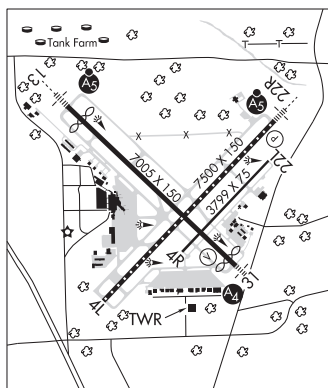 Tank Farm
T T
13
A5
A5
22R
X X X
P
22L
7005 X 150
7500 X 150
3799 X 75
4R
V
31
4L
A4
TWR